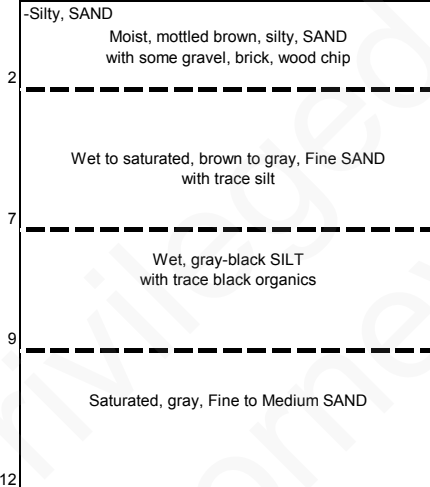 -Silty, SAND
Moist, mottled brown, silty, SAND
with some gravel, brick, wood chip
2
Wet to saturated, brown to gray, Fine SAND
with trace silt
7
Wet, gray-black SILT
with trace black organics
9
Saturated, gray, Fine to Medium SAND
12